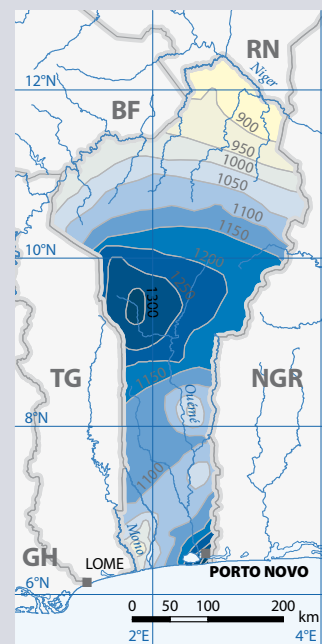 RN
Niger
12°N
BF
900
950
1000
1050
1100
1150
1200
10°N
1250
1300
TG
NGR
1150
Ouémé
8°N
1100
Mono
GH
LOME
PORTO NOVO
6°N
0 50 100 200
km
2°E
4°E